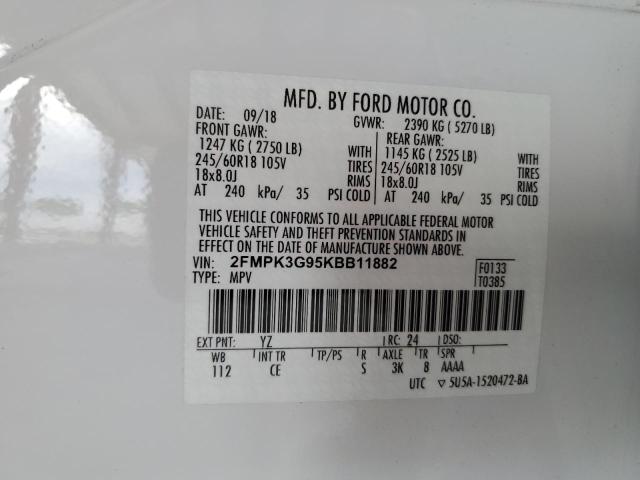 MFD. BY FORD MOTOR CO.
DATE: 09/18 GVWR: 2390 KG ( 5270 LB)
FRONT GAWR: REAR GAWR:
1247 KG ( 2750 LB) WITH 1145 KG ( 2525 LB) WITH
245/60R18 105V TIRES 245/60R18 105V TIRES
18x8.0J RIMS 18x8.0J RIMS
AT 240 kPa/ 35 PSI COLD AT 240 kPa/ 35 PSI COLD
THIS VEHICLE CONFORMS TO ALL APPLICABLE FEDERAL MOTOR
VEHICLE SAFETY AND THEFT PREVENTION STANDARDS IN
EFFECT ON THE DATE OF MANUFACTURE SHOWN ABOVE.
VIN: 2FMPK3G95KBB11882 F0133
TYPE: MPV T0385
EXT PNT: YZ RC: 24 DSO:
WB INT TR TP/PS R AXLE TR SPR
112 CE S 3K 8 AAAA
UTC ▽ 5U5A-1520472-BA